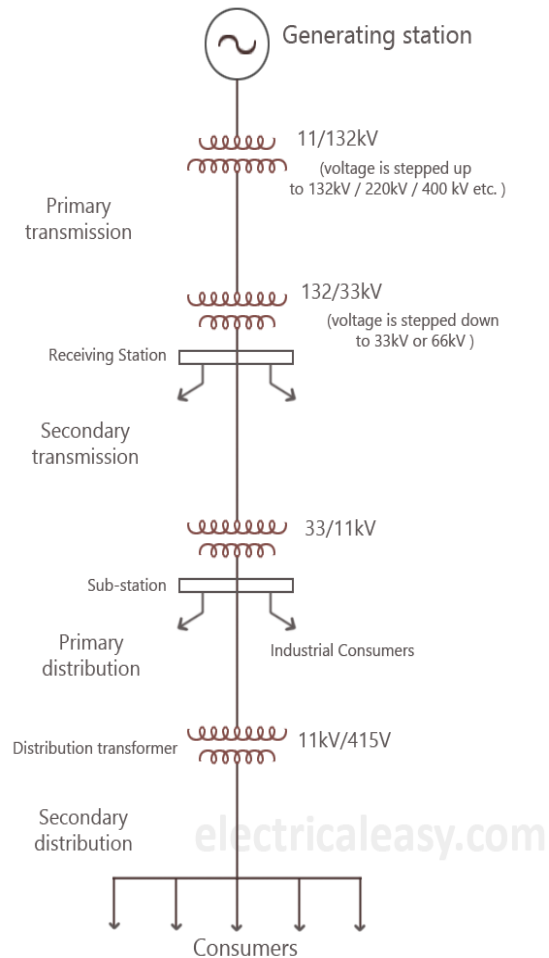 Generating station
11/132kV
(voltage is stepped up
to 132kV / 220kV / 400 kV etc. )
Primary
transmission
132/33kV
(voltage is stepped down
to 33kV or 66kV )
Receiving Station
Secondary
transmission
33/11kV
Sub-station
Primary
distribution
Industrial Consumers
11kV/415V
Distribution transformer
Secondary
distribution
electricaleasy.com
Consumers